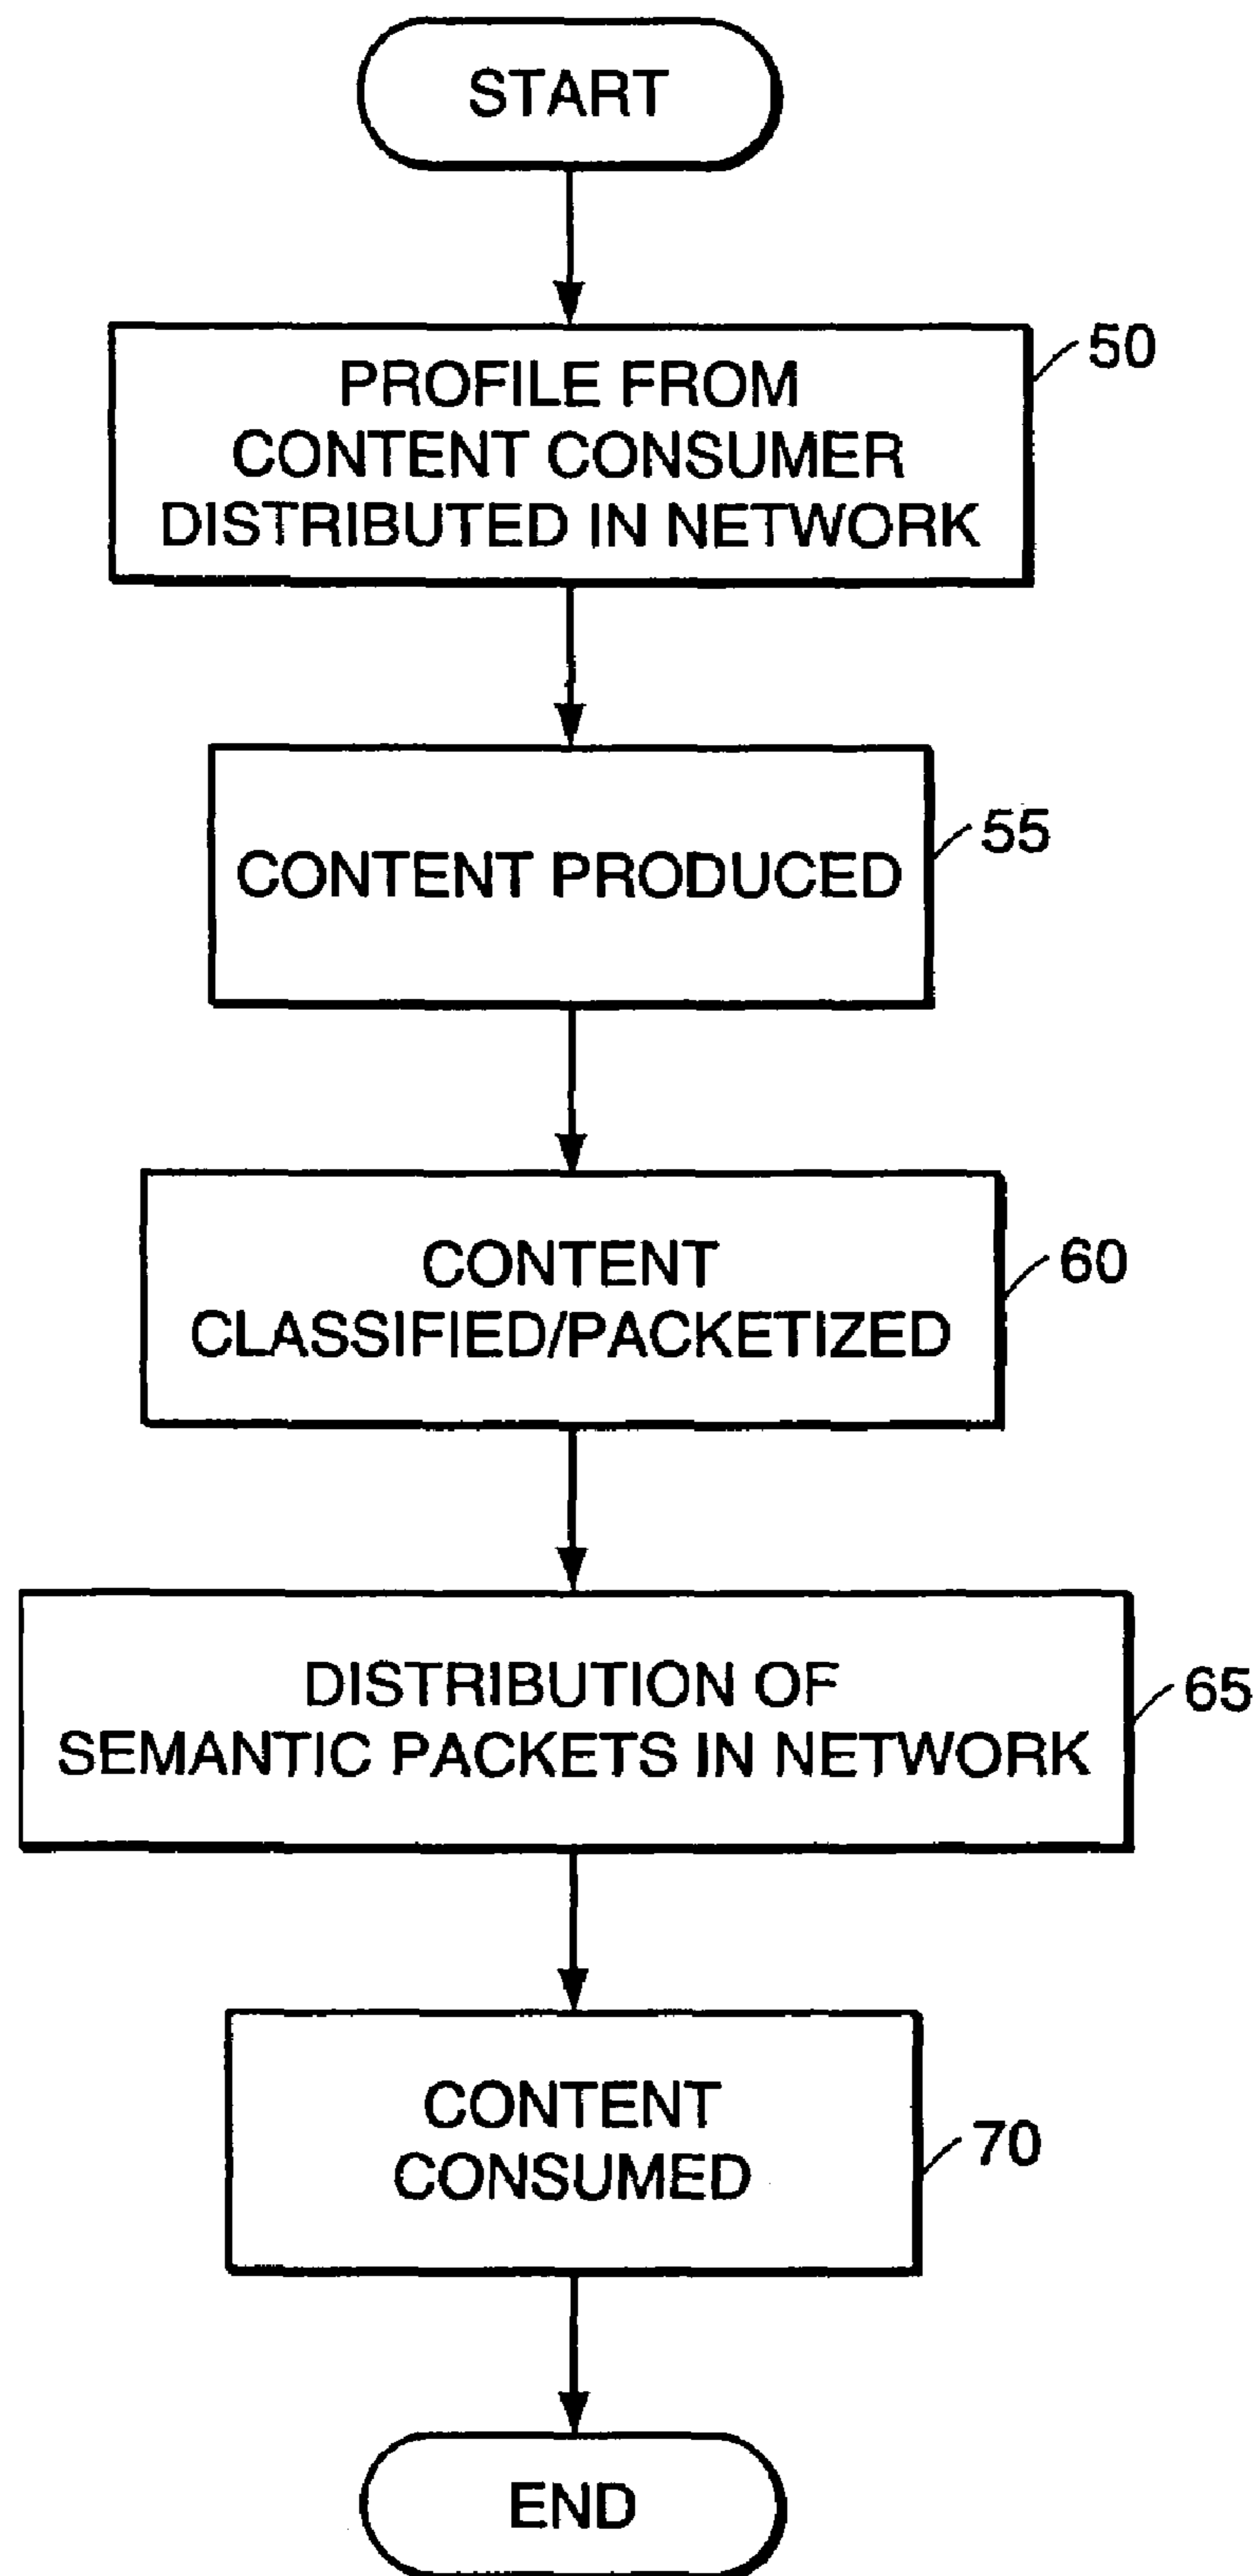 START
PROFILE FROM
CONTENT CONSUMER
DISTRIBUTED IN NETWORK
50
CONTENT PRODUCED
55
CONTENT
CLASSIFIED/PACKETIZED
60
DISTRIBUTION OF
SEMANTIC PACKETS IN NETWORK
65
CONTENT
CONSUMED
70
END